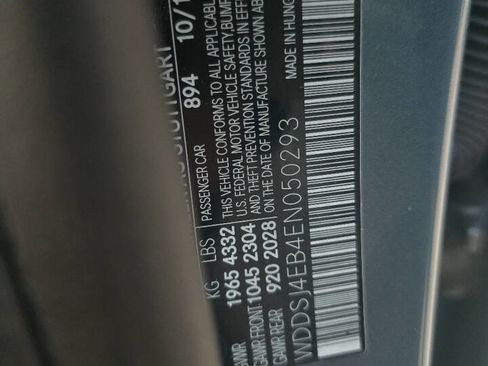 STUTTGART
894 10/1
PASSENGER CAR
THIS VEHICLE CONFORMS TO ALL APPLICABLE
U.S. FEDERAL MOTOR VEHICLE SAFETY, BUMP
AND THEFT PREVENTION STANDARDS IN EFFE
ON THE DATE OF MANUFACTURE SHOWN ABO
KG LBS
GVWR 1965 4332
GAWR FRONT 1045 2304
GAWR REAR 920 2028
MADE IN HUNG
WDDSJ4EB4EN050293